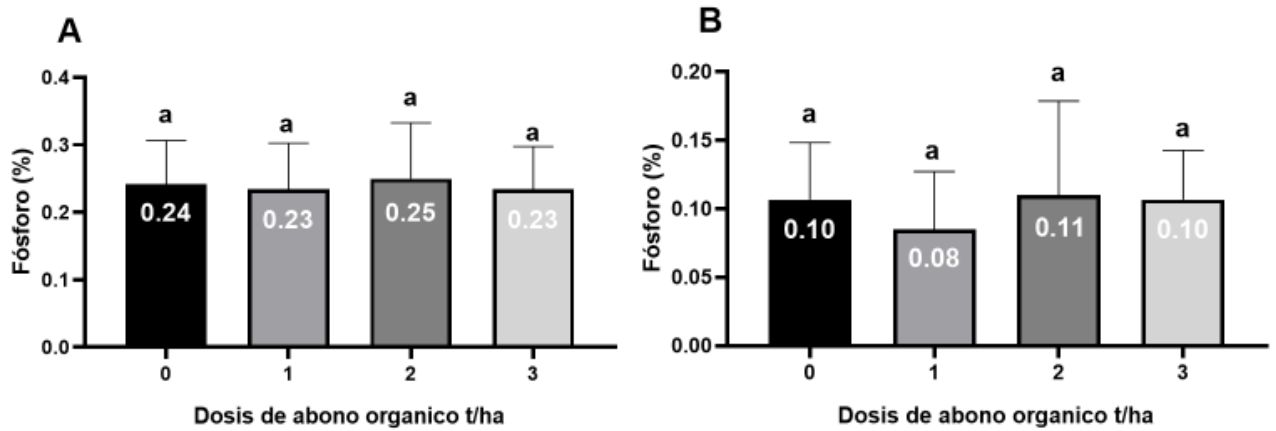 A
Fósforo (%)
0.4
0.3
0.2
0.1
0.0
a
a
a
a
0.24
0.23
0.25
0.23
0
1
2
3
Dosis de abono organico t/ha
B
Fósforo (%)
0.20
0.15
0.10
0.05
0.00
a
a
a
a
0.10
0.08
0.11
0.10
0
1
2
3
Dosis de abono organico t/ha